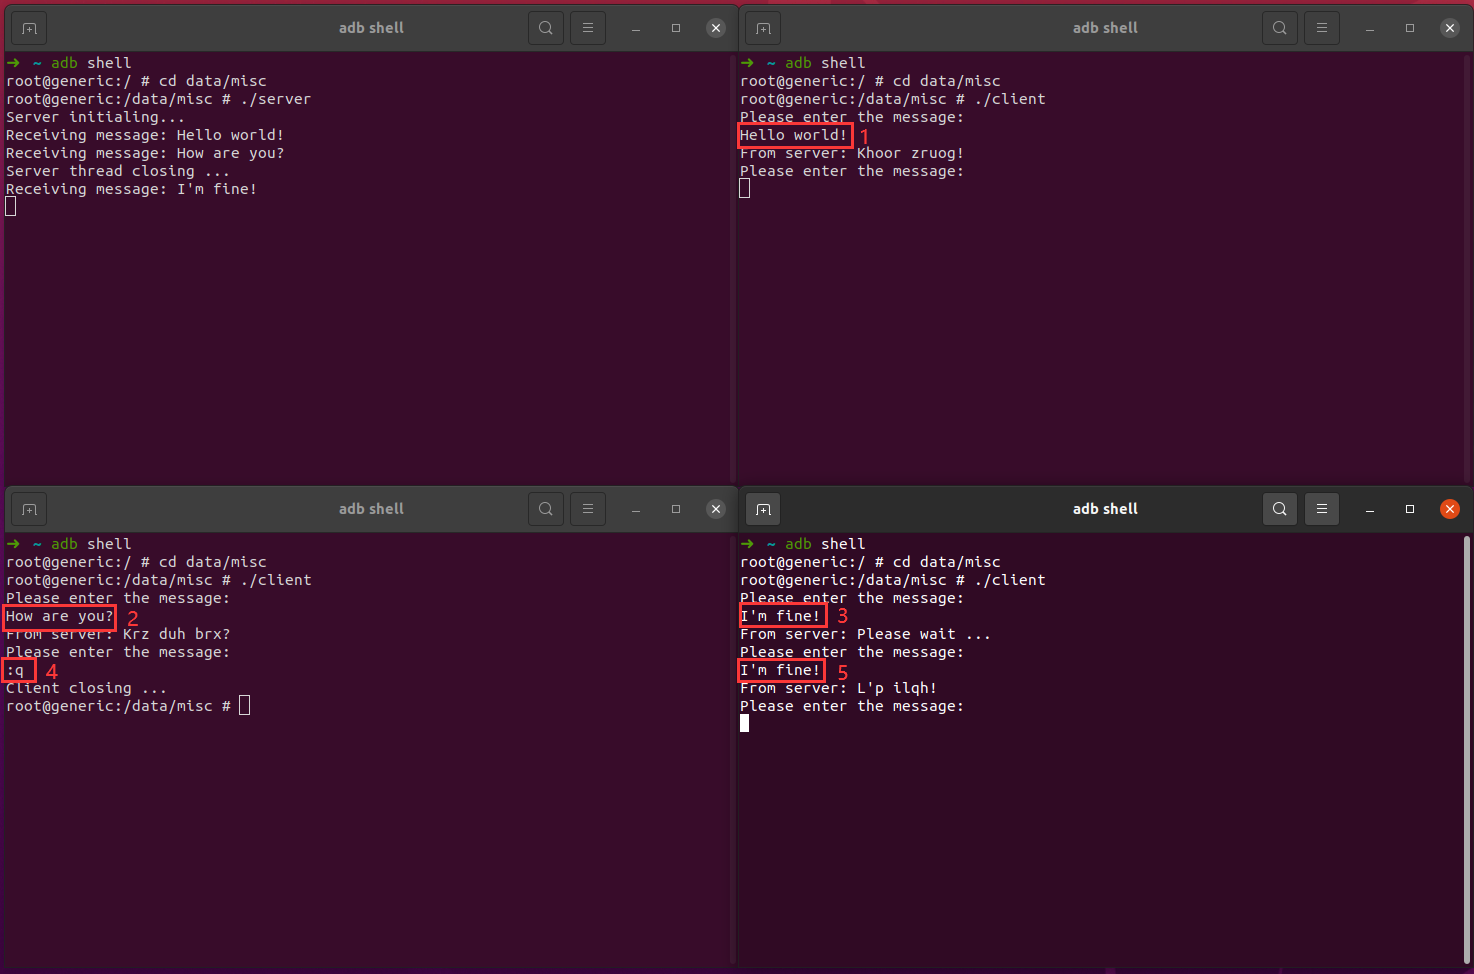 adb shell
➜ ~ adb shell
root@generic:/ # cd data/misc
root@generic:/data/misc # ./server
Server initialing...
Receiving message: Hello world!
Receiving message: How are you?
Server thread closing ...
Receiving message: I'm fine!
adb shell
➜ ~ adb shell
root@generic:/ # cd data/misc
root@generic:/data/misc # ./client
Please enter the message:
Hello world! 1
From server: Khoor zruog!
Please enter the message:
adb shell
➜ ~ adb shell
root@generic:/ # cd data/misc
root@generic:/data/misc # ./client
Please enter the message:
How are you? 2
From server: Krz duh brx?
Please enter the message:
:q 4
Client closing ...
root@generic:/data/misc #
adb shell
➜ ~ adb shell
root@generic:/ # cd data/misc
root@generic:/data/misc # ./client
Please enter the message:
I'm fine! 3
From server: Please wait ...
Please enter the message:
I'm fine! 5
From server: L'p ilqh!
Please enter the message: